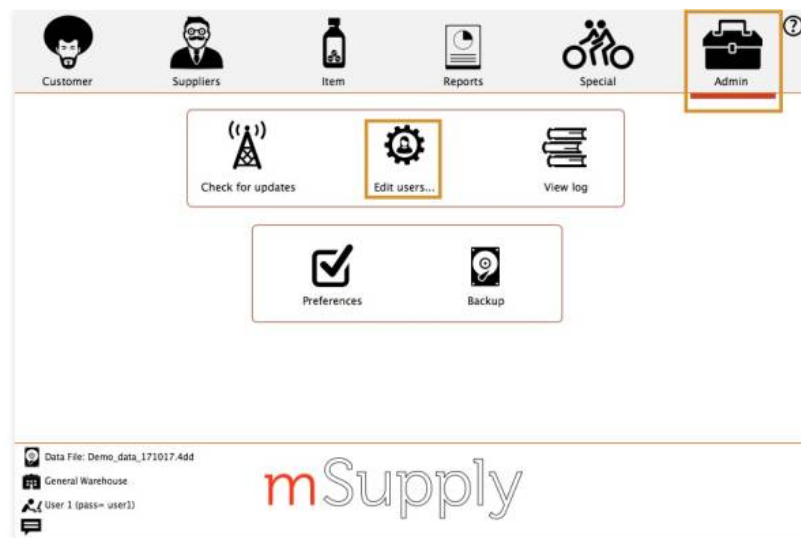 ?
Customer Suppliers Item Reports Special Admin
Check for updates Edit users... View log
Preferences Backup
Data File: Demo_data_171017.4dd
General Warehouse
User 1 (pass= user1)
mSupply